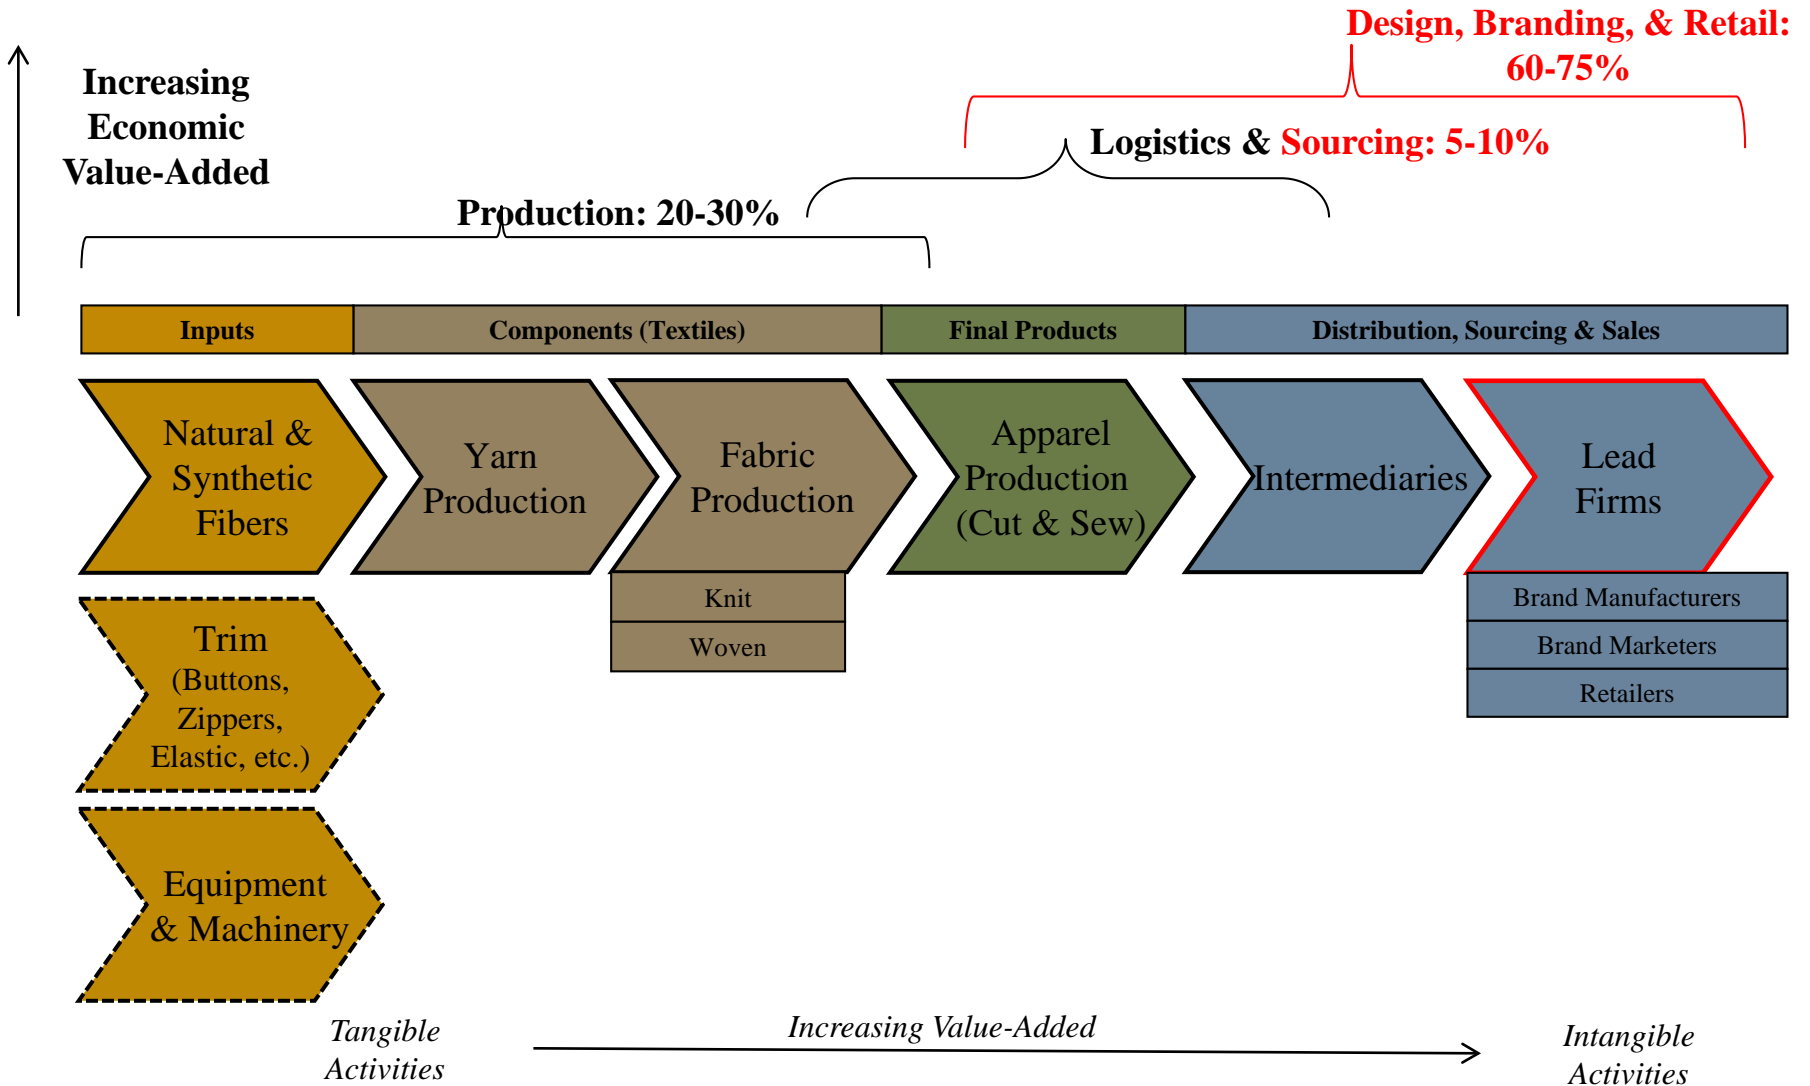 Design, Branding, & Retail:
60-75%
Increasing
Economic
Value-Added
Logistics & Sourcing: 5-10%
Production: 20-30%
Inputs
Components (Textiles)
Final Products
Distribution, Sourcing & Sales
Natural &
Synthetic
Fibers
Yarn
Production
Fabric
Production
Apparel
Production
(Cut & Sew)
Intermediaries
Lead
Firms
Knit
Woven
Brand Manufacturers
Brand Marketers
Retailers
Trim
(Buttons,
Zippers,
Elastic, etc.)
Equipment
& Machinery
Tangible
Activities
Increasing Value-Added
Intangible
Activities